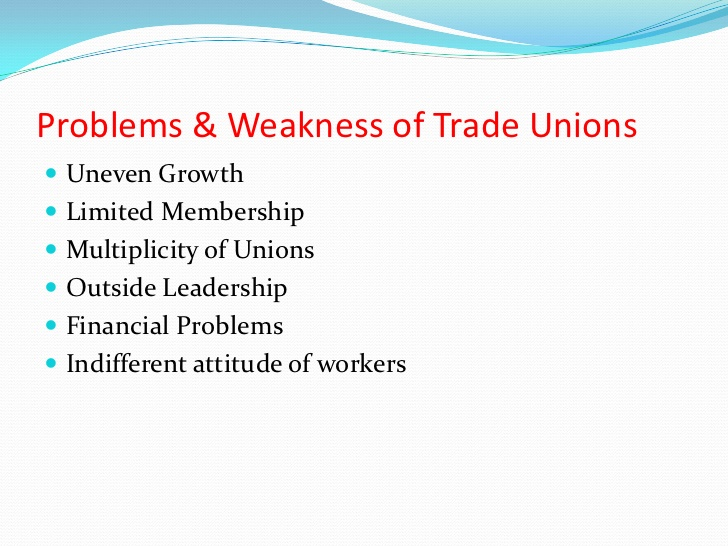 Problems & Weakness of Trade Unions
Uneven Growth
Limited Membership
Multiplicity of Unions
Outside Leadership
Financial Problems
Indifferent attitude of workers